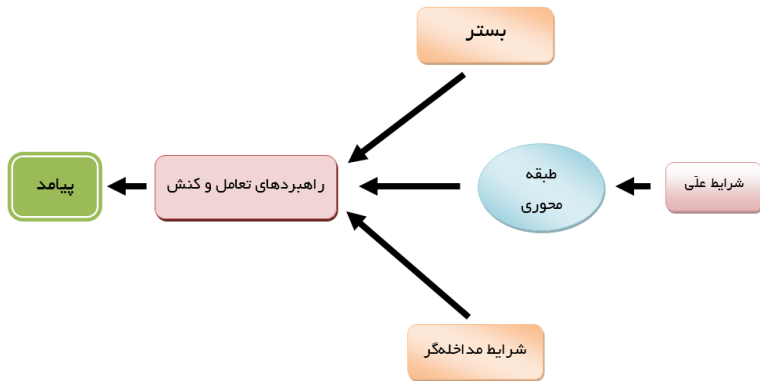 بستر
شرایط علّی
طبقه
محوری
راهبردهای تعامل و کنش
پیامد
شرایط مداخله‌گر